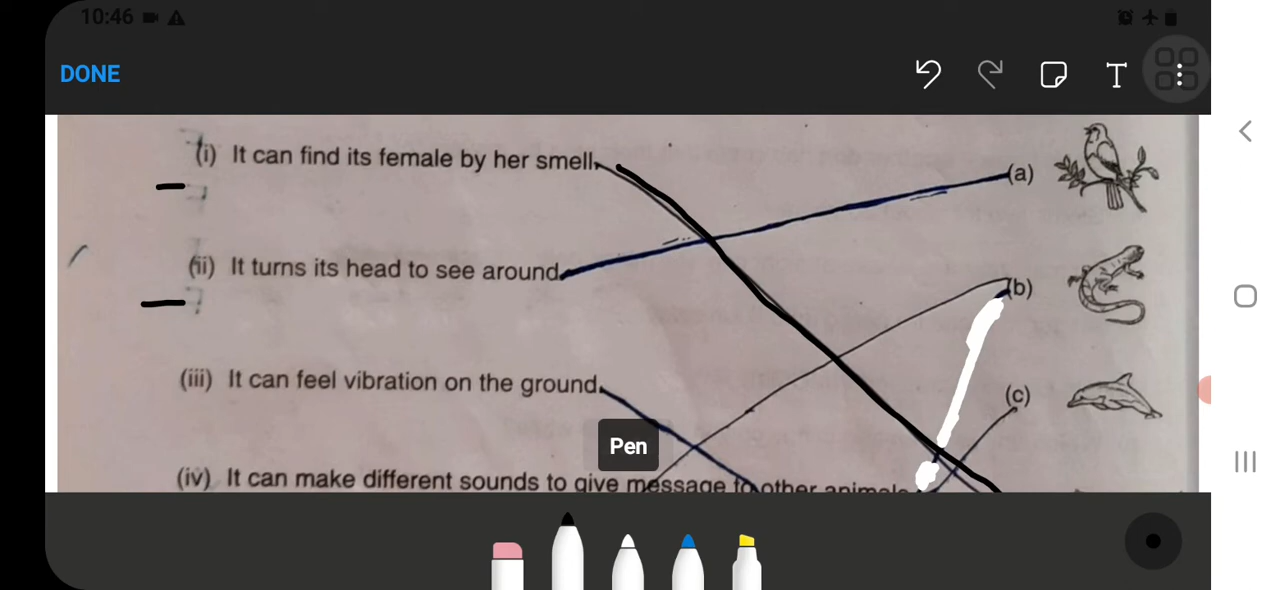 10:46
DONE
T
(i) It can find its female by her smell.
(a)
(ii) It turns its head to see around.
(b)
(iii) It can feel vibration on the ground.
(c)
Pen
(iv) It can make different sounds to give message to other animals